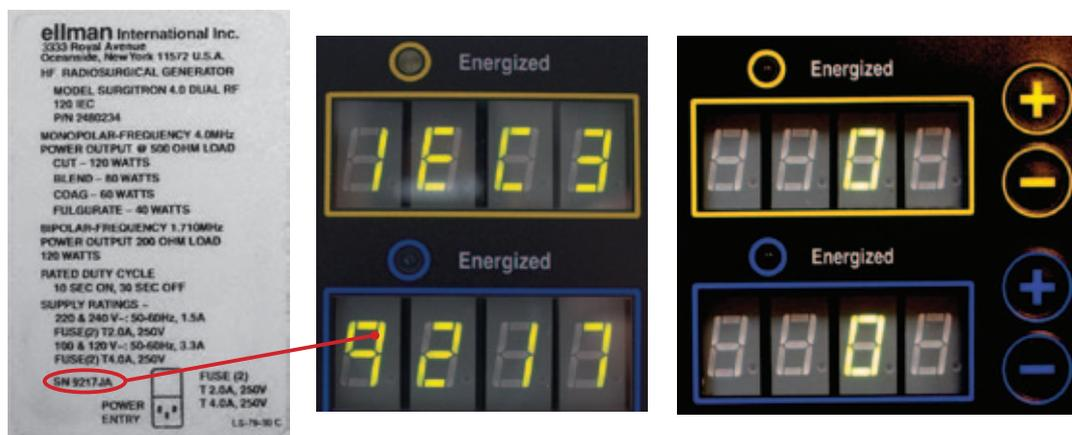 ellman International Inc.
3333 Royal Avenue
Oceanside, New York 11572 U.S.A.
HF RADIOSURGICAL GENERATOR
MODEL SURGITRON 4.0 DUAL RF
120 IEC
P/N 2480234
MONOPOLAR-FREQUENCY 4.0MHz
POWER OUTPUT @ 500 OHM LOAD
CUT – 120 WATTS
BLEND – 80 WATTS
COAG – 60 WATTS
FULGURATE – 40 WATTS
BIPOLAR-FREQUENCY 1.710MHz
POWER OUTPUT 200 OHM LOAD
120 WATTS
RATED DUTY CYCLE
10 SEC ON, 30 SEC OFF
SUPPLY RATINGS –
220 & 240 V~: 50-60Hz, 1.5A
FUSE(2) T2.0A, 250V
100 & 120 V~: 50-60Hz, 3.3A
FUSE(2) T4.0A, 250V
SN 9217JA
POWER
ENTRY
FUSE (2)
T 2.0A, 250V
T 4.0A, 250V
LS-79-30 C
Energized
1EC3
Energized
9217
Energized
0
+
−
Energized
0
+
−